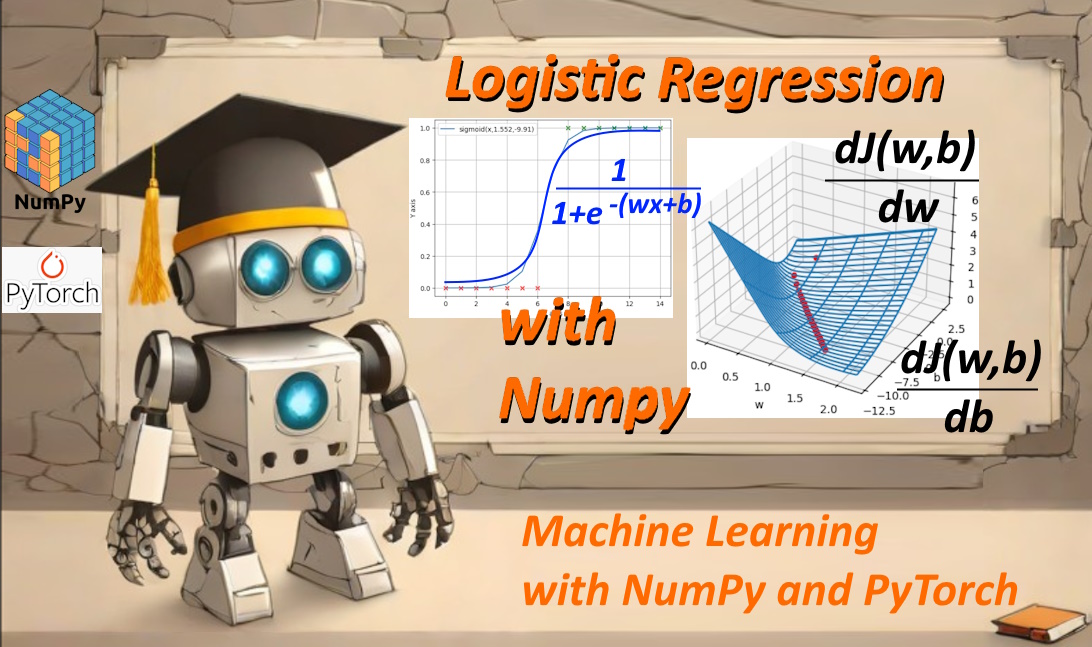 Logistic Regression
NumPy
PyTorch
sigmoid(x,1.552,-9.91)
Y axis
1.0
0.8
0.6
0.4
0.2
0.0
0 2 4 6 8 10 12 14
1
1+e -(wx+b)
dJ(w,b)
dw
6
5
4
3
2
1
0
2.5
0.0
-7.5
-10.0
-12.5
b
0.0
0.5
1.0
1.5
2.0
w
dJ(w,b)
db
with
Numpy
Machine Learning
with NumPy and PyTorch